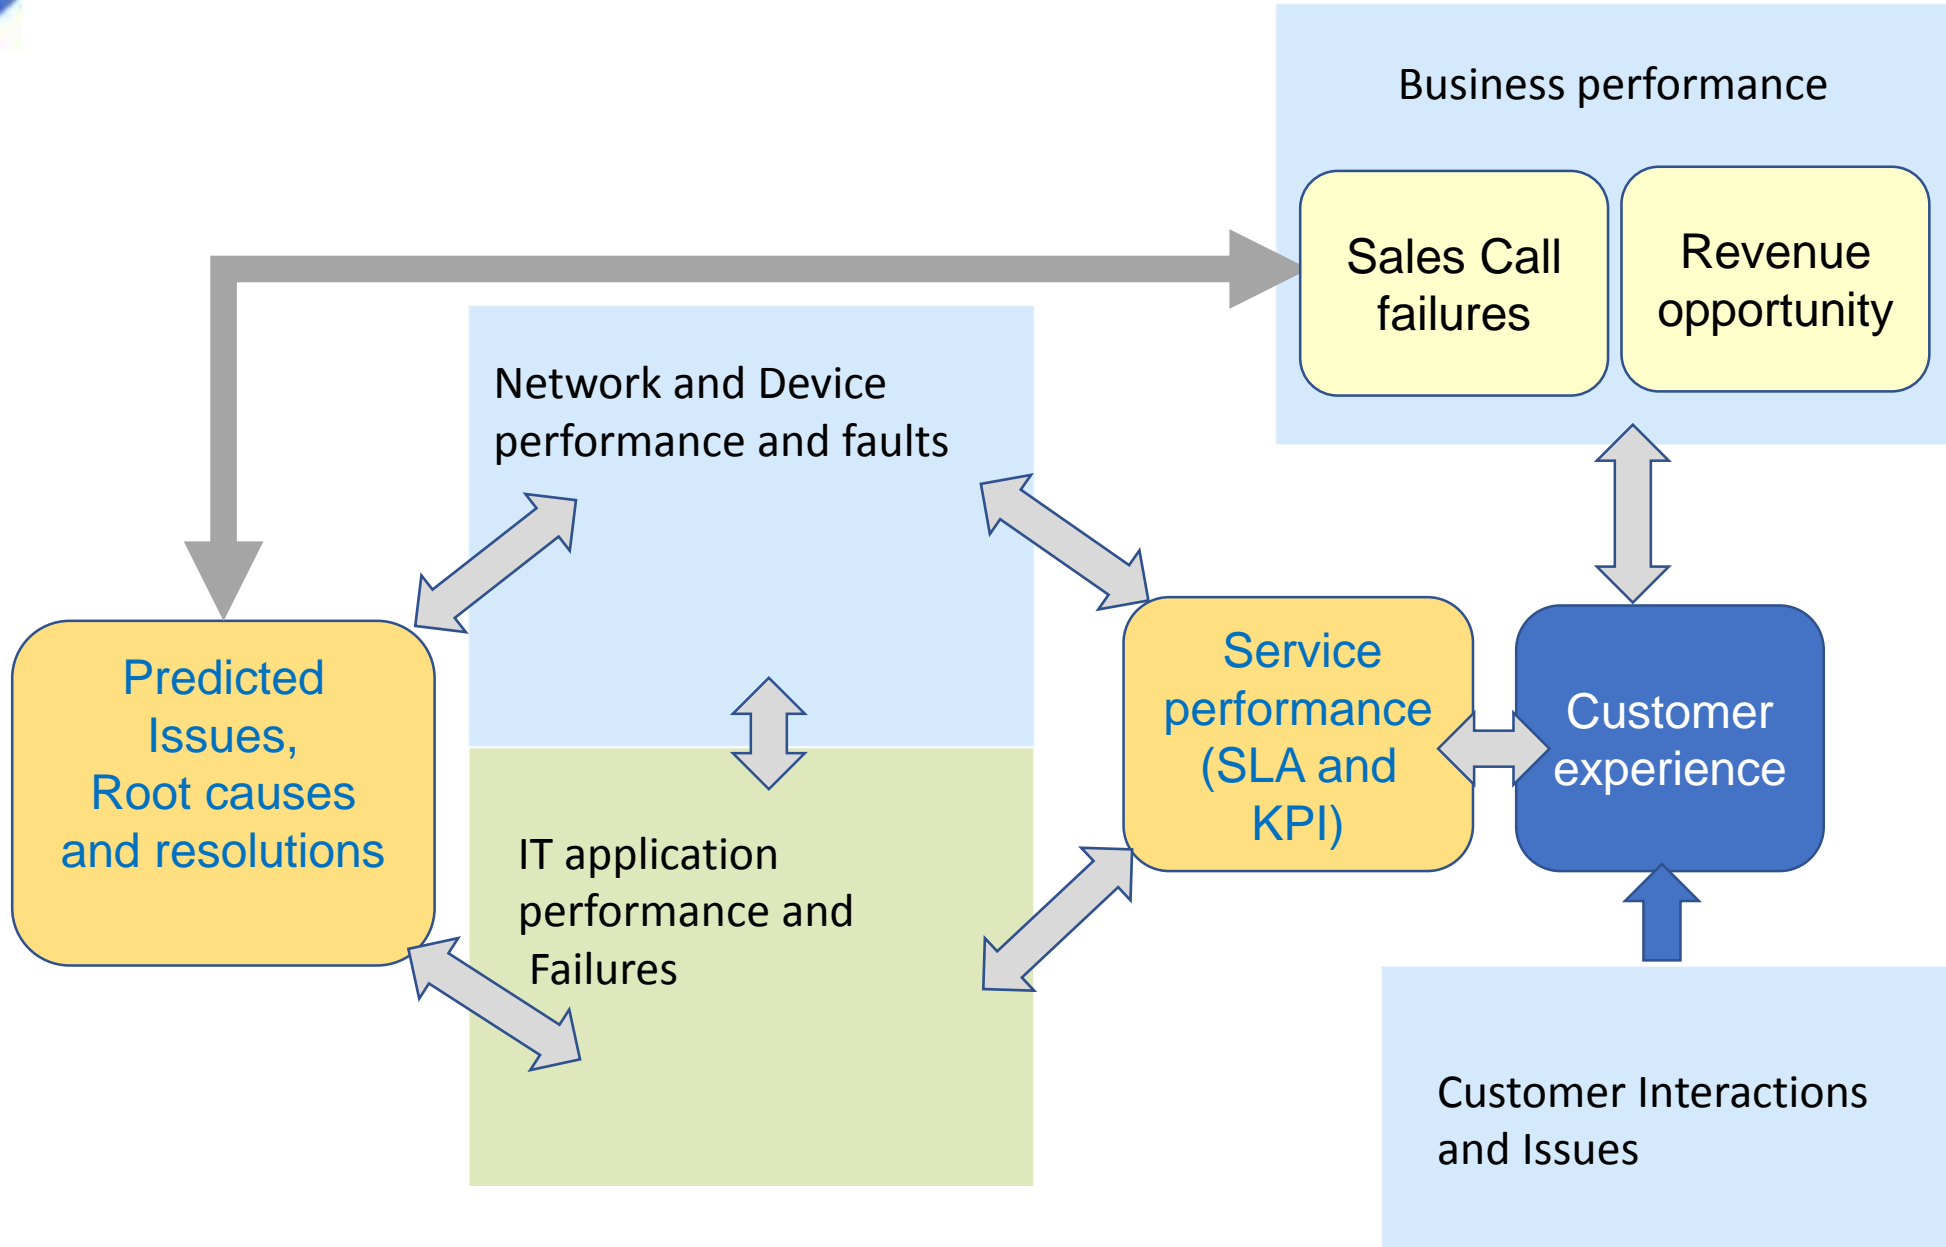 Business performance
Sales Call
failures
Revenue
opportunity
Network and Device
performance and faults
Predicted
Issues,
Root causes
and resolutions
Service
performance
(SLA and
KPI)
Customer
experience
IT application
performance and
Failures
Customer Interactions
and Issues